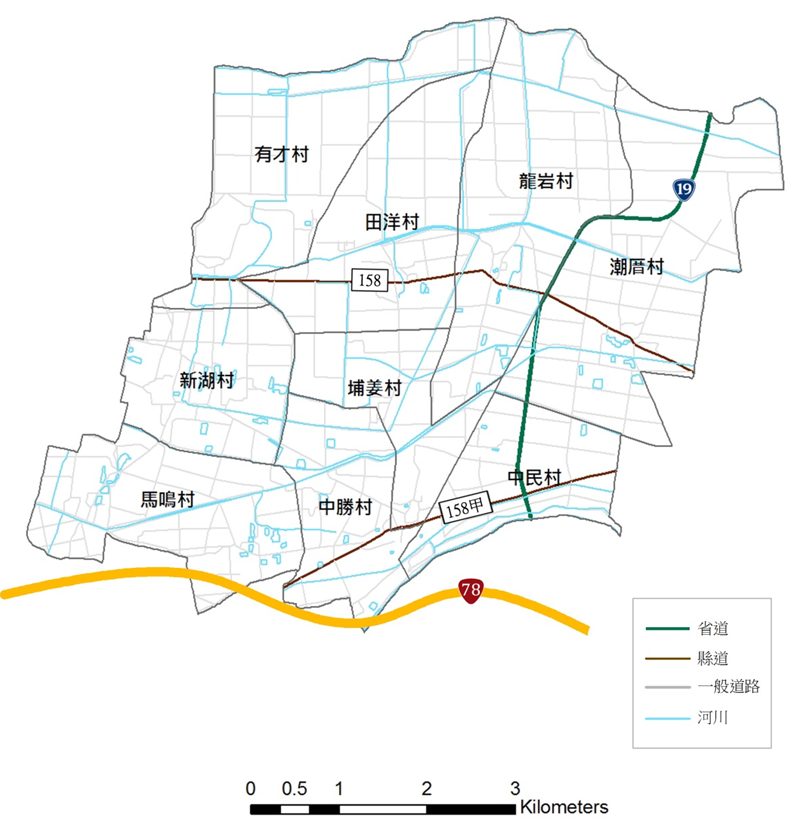 有才村
龍岩村
19
田洋村
潮厝村
158
新湖村
埔姜村
馬鳴村
中勝村
中民村
158甲
78
省道
縣道
一般道路
河川
0 0.5 1 2 3
Kilometers